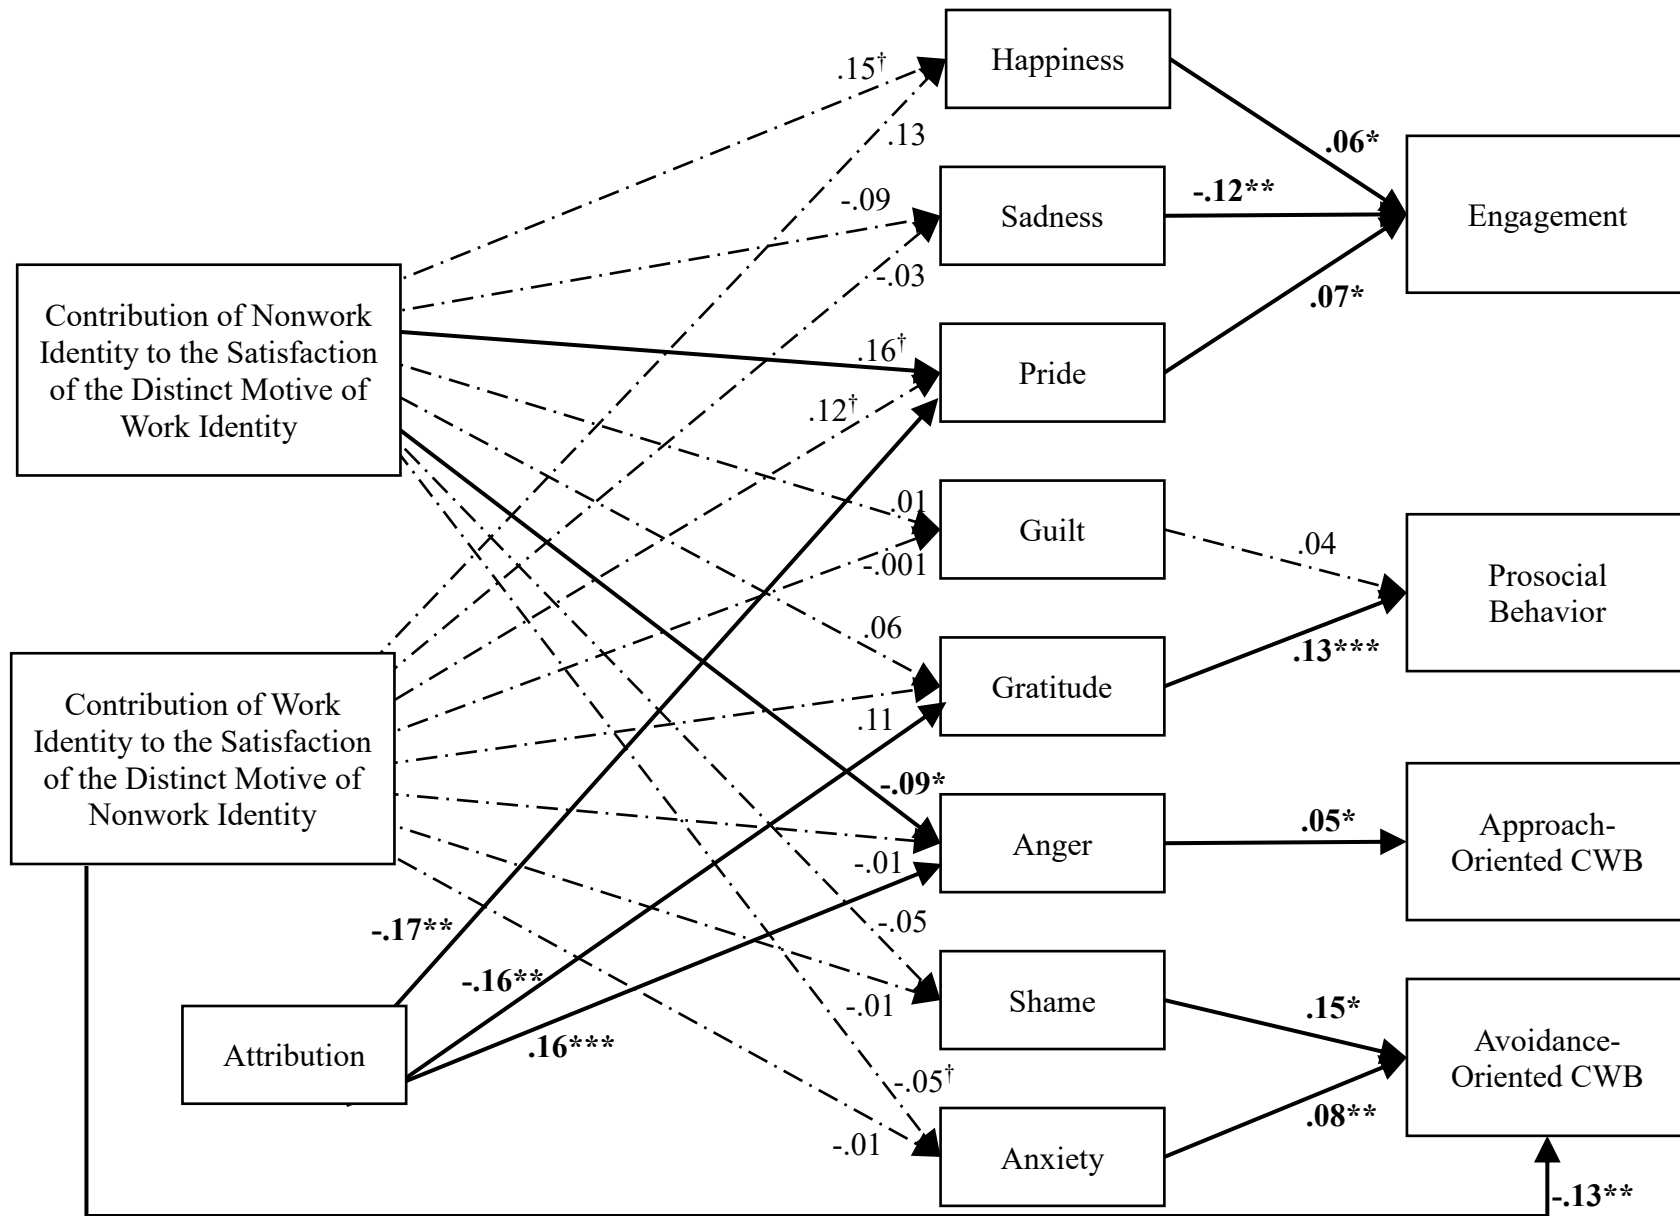 Happiness
.15†
.13
.06*
Sadness
-.12**
-.09
Engagement
-.03
.07*
Contribution of Nonwork
Identity to the Satisfaction
of the Distinct Motive of
Work Identity
.16†
Pride
.12†
.01
Guilt
-.001
.04
Prosocial
Behavior
.06
Gratitude
.13***
.11
Contribution of Work
Identity to the Satisfaction
of the Distinct Motive of
Nonwork Identity
-.09*
Anger
.05*
Approach-
Oriented CWB
-.01
-.17**
-.05
-.16**
-.01
Shame
.15*
.16***
Attribution
Avoidance-
Oriented CWB
-.05†
.08**
-.01
Anxiety
-.13**